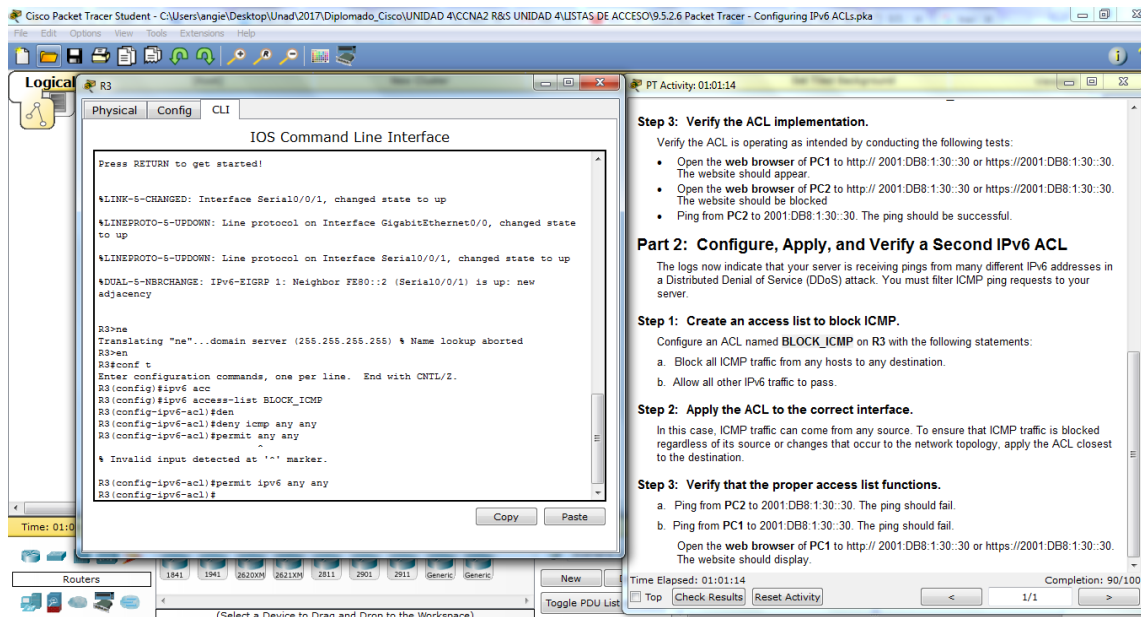 Cisco Packet Tracer Student - C:\Users\angie\Desktop\Unad\2017\Diplomado_Cisco\UNIDAD 4\CCNA2 R&S UNIDAD 4\LISTAS DE ACCESO\9.5.2.6 Packet Tracer - Configuring IPv6 ACLs.pka
File Edit Options View Tools Extensions Help
Logical
R3
Physical Config CLI
IOS Command Line Interface
Press RETURN to get started!
%LINK-5-CHANGED: Interface Serial0/0/1, changed state to up
%LINEPROTO-5-UPDOWN: Line protocol on Interface GigabitEthernet0/0, changed state
to up
%LINEPROTO-5-UPDOWN: Line protocol on Interface Serial0/0/1, changed state to up
%DUAL-5-NBRCHANGE: IPv6-EIGRP 1: Neighbor FE80::2 (Serial0/0/1) is up: new
adjacency
R3>ne
Translating "ne"...domain server (255.255.255.255) % Name lookup aborted
R3>en
R3#conf t
Enter configuration commands, one per line. End with CNTL/Z.
R3(config)#ipv6 acc
R3(config)#ipv6 access-list BLOCK_ICMP
R3(config-ipv6-acl)#den
R3(config-ipv6-acl)#deny icmp any any
R3(config-ipv6-acl)#permit any any
^
% Invalid input detected at '^' marker.
R3(config-ipv6-acl)#permit ipv6 any any
R3(config-ipv6-acl)#
Copy Paste
Time: 01:0
Routers
1841 1941 2620XM 2621XM 2811 2901 2911 Generic Generic
(Select a Device to Drag and Drop to the Workspace)
New
Toggle PDU List
PT Activity: 01:01:14
Step 3: Verify the ACL implementation.
Verify the ACL is operating as intended by conducting the following tests:
• Open the web browser of PC1 to http:// 2001:DB8:1:30::30 or https://2001:DB8:1:30::30.
The website should appear.
• Open the web browser of PC2 to http://2001:DB8:1:30::30 or https://2001:DB8:1:30::30.
The website should be blocked
• Ping from PC2 to 2001:DB8:1:30::30. The ping should be successful.
Part 2: Configure, Apply, and Verify a Second IPv6 ACL
The logs now indicate that your server is receiving pings from many different IPv6 addresses in
a Distributed Denial of Service (DDoS) attack. You must filter ICMP ping requests to your
server.
Step 1: Create an access list to block ICMP.
Configure an ACL named BLOCK_ICMP on R3 with the following statements:
a. Block all ICMP traffic from any hosts to any destination.
b. Allow all other IPv6 traffic to pass.
Step 2: Apply the ACL to the correct interface.
In this case, ICMP traffic can come from any source. To ensure that ICMP traffic is blocked
regardless of its source or changes that occur to the network topology, apply the ACL closest
to the destination.
Step 3: Verify that the proper access list functions.
a. Ping from PC2 to 2001:DB8:1:30::30. The ping should fail.
b. Ping from PC1 to 2001:DB8:1:30::30. The ping should fail.
Open the web browser of PC1 to http:// 2001:DB8:1:30::30 or https://2001:DB8:1:30::30.
The website should display.
Time Elapsed: 01:01:14 Completion: 90/100
Top Check Results Reset Activity < 1/1 >